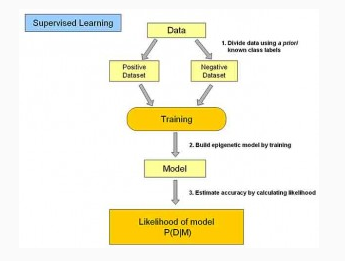 Supervised Learning
Data
1. Divide data using a priori
known class labels
Positive
Dataset
Negative
Dataset
Training
2. Build epigenetic model by training
Model
3. Estimate accuracy by calculating likelihood
Likelihood of model
P(D|M)